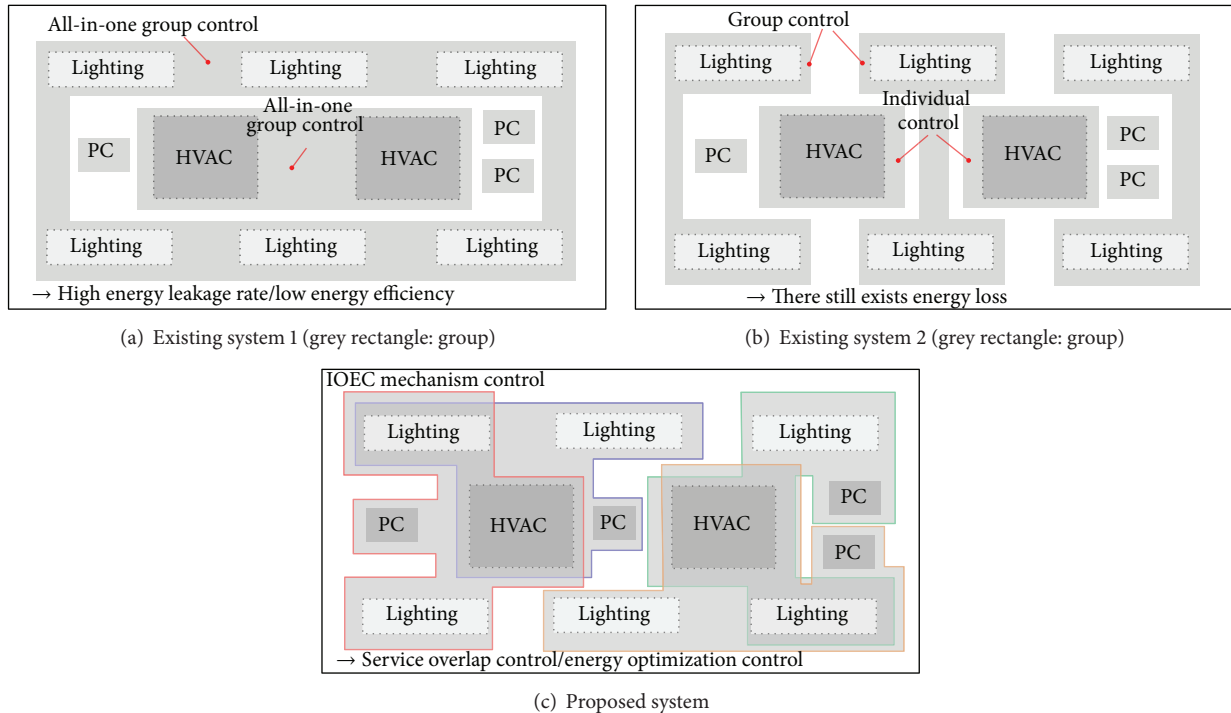 All-in-one group control
Lighting
Lighting
Lighting
All-in-one
group control
PC
HVAC
HVAC
PC
PC
Lighting
Lighting
Lighting
→ High energy leakage rate/low energy efficiency
(a) Existing system 1 (grey rectangle: group)
Group control
Lighting
Lighting
Lighting
Individual
control
PC
HVAC
HVAC
PC
PC
Lighting
Lighting
Lighting
→ There still exists energy loss
(b) Existing system 2 (grey rectangle: group)
IOEC mechanism control
Lighting
Lighting
Lighting
PC
HVAC
PC
HVAC
PC
PC
Lighting
Lighting
Lighting
→ Service overlap control/energy optimization control
(c) Proposed system